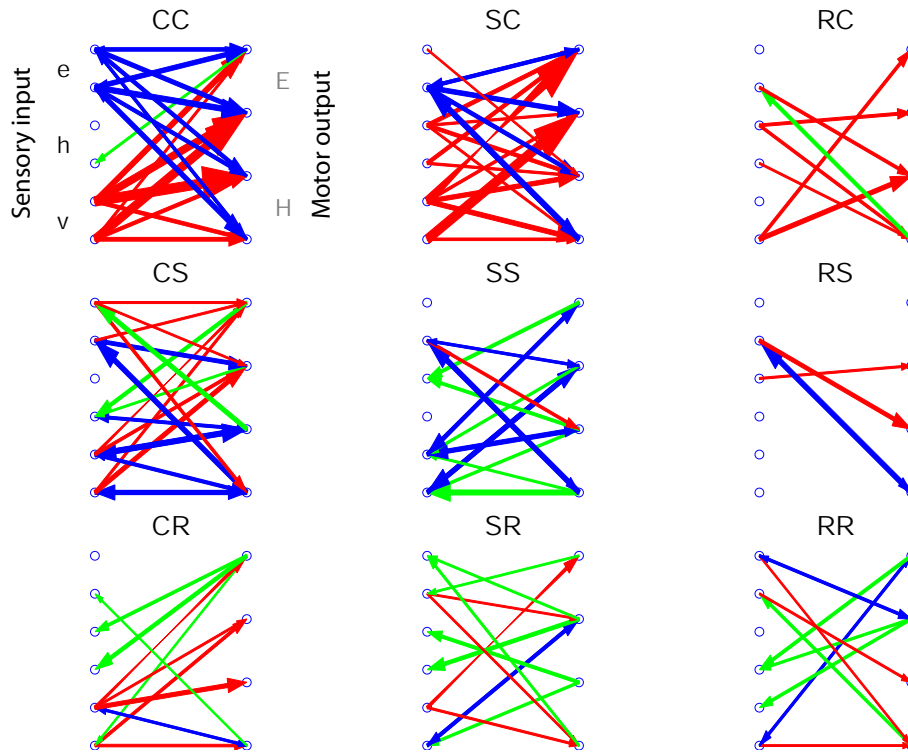 CC
SC
RC
Sensory input
e
h
v
E
H
Motor output
CS
SS
RS
CR
SR
RR